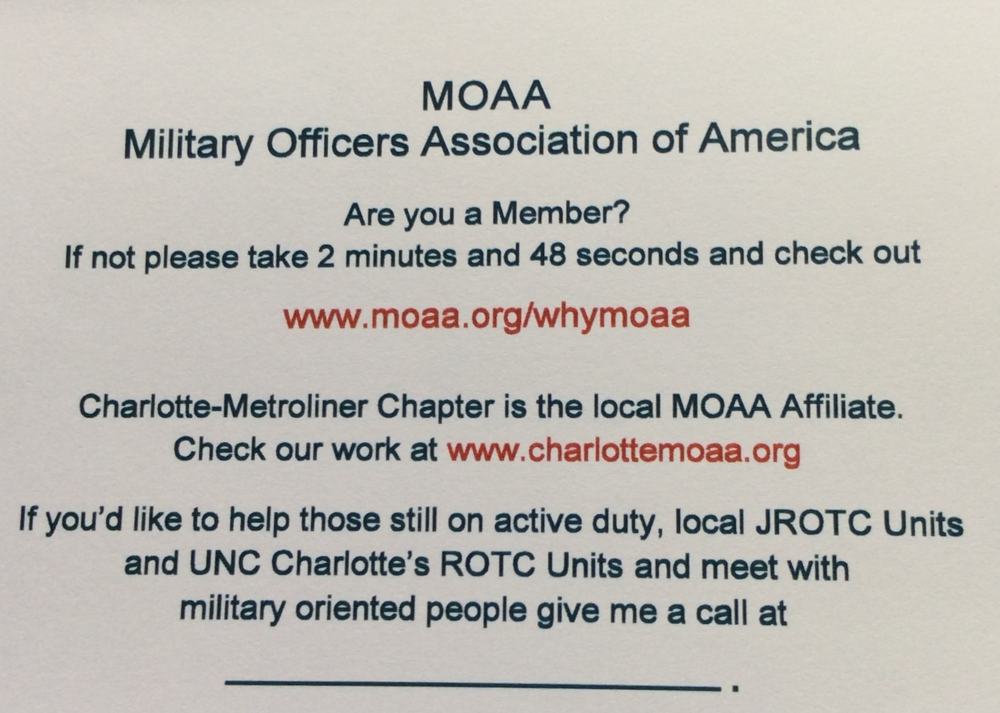 MOAA
Military Officers Association of America
Are you a Member?
If not please take 2 minutes and 48 seconds and check out
www.moaa.org/whymoaa
Charlotte-Metroliner Chapter is the local MOAA Affiliate.
Check our work at www.charlottemoaa.org
If you’d like to help those still on active duty, local JROTC Units
and UNC Charlotte’s ROTC Units and meet with
military oriented people give me a call at
____________________ .